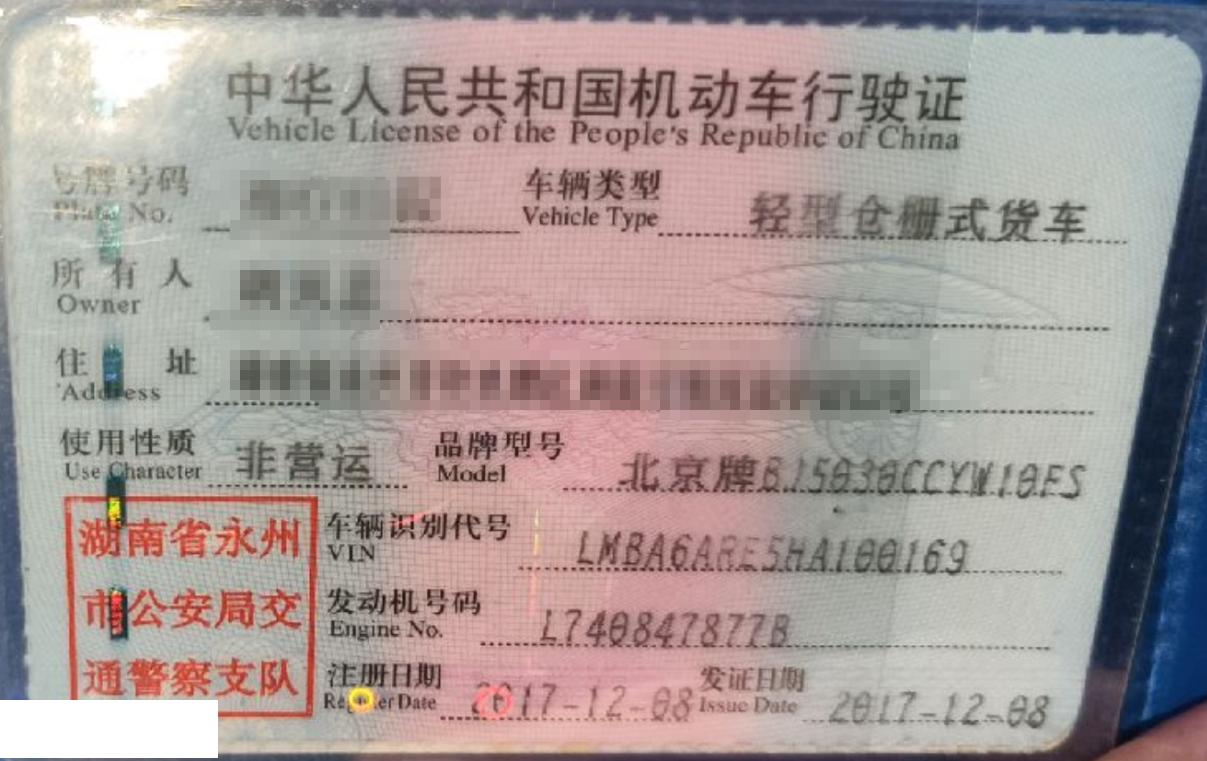 中华人民共和国机动车行驶证
Vehicle License of the People's Republic of China
号牌号码
Plate No.
车辆类型 轻型仓栅式货车
Vehicle Type
所有人
Owner
住址
Address
使用性质 非营运
Use Character
品牌型号 北京牌BJ5030CCYW10FS
Model
湖南省永州
市公安局交
通警察支队
车辆识别代号
VIN LMBA6ARE5HA100169
发动机号码
Engine No. L740847877B
注册日期 2017-12-08
Register Date
发证日期 2017-12-08
Issue Date